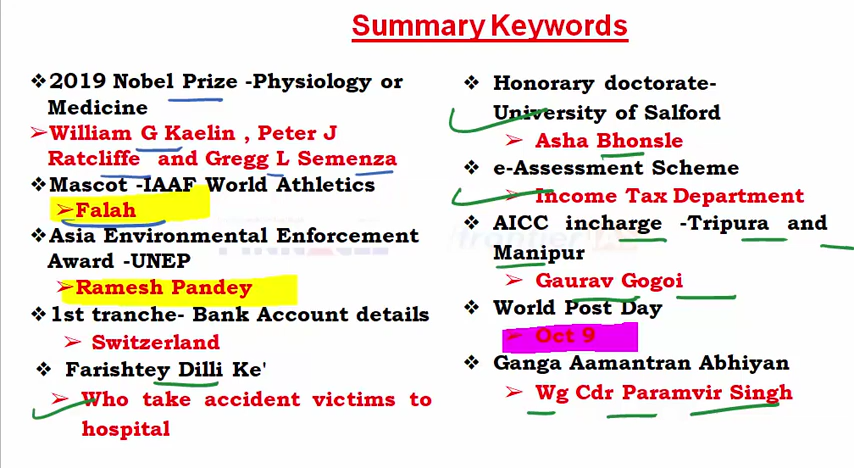 Summary Keywords
❖2019 Nobel Prize -Physiology or
Medicine
➢William G Kaelin , Peter J
Ratcliffe and Gregg L Semenza
❖Mascot -IAAF World Athletics
➢Falah
❖Asia Environmental Enforcement
Award -UNEP
➢Ramesh Pandey
❖1st tranche- Bank Account details
➢ Switzerland
❖ Farishtey Dilli Ke'
➢ Who take accident victims to
hospital
❖ Honorary doctorate-
University of Salford
➢ Asha Bhonsle
❖ e-Assessment Scheme
➢ Income Tax Department
❖ AICC incharge -Tripura and
Manipur
➢ Gaurav Gogoi
❖ World Post Day
➢ Oct 9
❖ Ganga Aamantran Abhiyan
➢ Wg Cdr Paramvir Singh